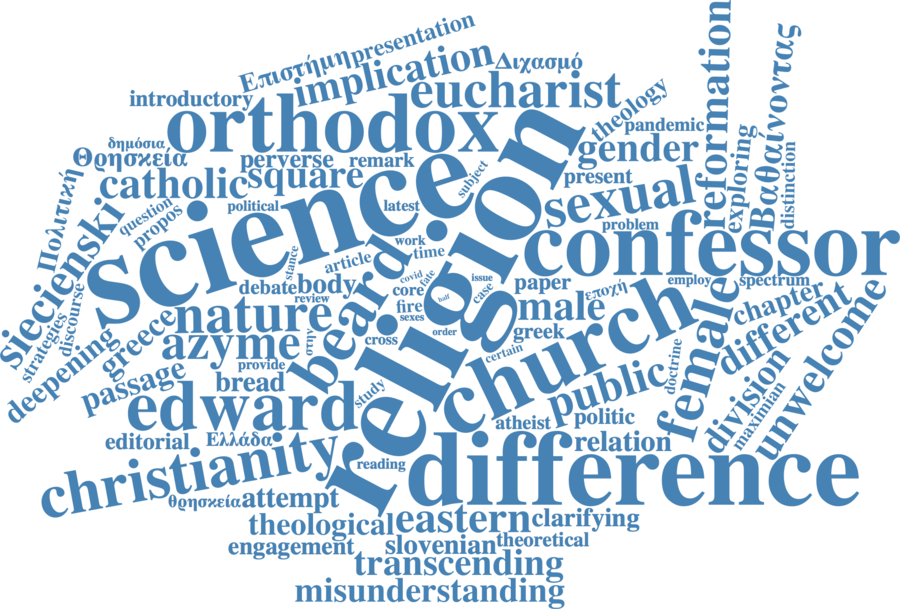 presentation
Επιστήμη
implication
Διχασμό
introductory
eucharist
reformation
Βαθαίνοντας
orthodox
theology
pandemic
δημόσια
Θρησκεία
perverse
remark
gender
exploring
distinction
catholic
square
subject
present
Πολιτική
question
propos
political
latest
sexual
problem
siecienski
science
religion
confessor
stance
article
work
time
debate
body
covid
fate
issue
core
case
paper
εποχή
employ
spectrum
strategies
discourse
greece
nature
review
beard
fire
half
male
chapter
sexes
order
greek
different
deepening
azyme
στην
cross
church
female
unwelcome
provide
certain
doctrine
passage
bread
study
public
division
maximian
edward
atheist
politic
editorial
Ελλάδα
relation
christianity
reading
difference
θρησκεία
attempt
theological
eastern
clarifying
engagement
slovenian
theoretical
transcending
misunderstanding